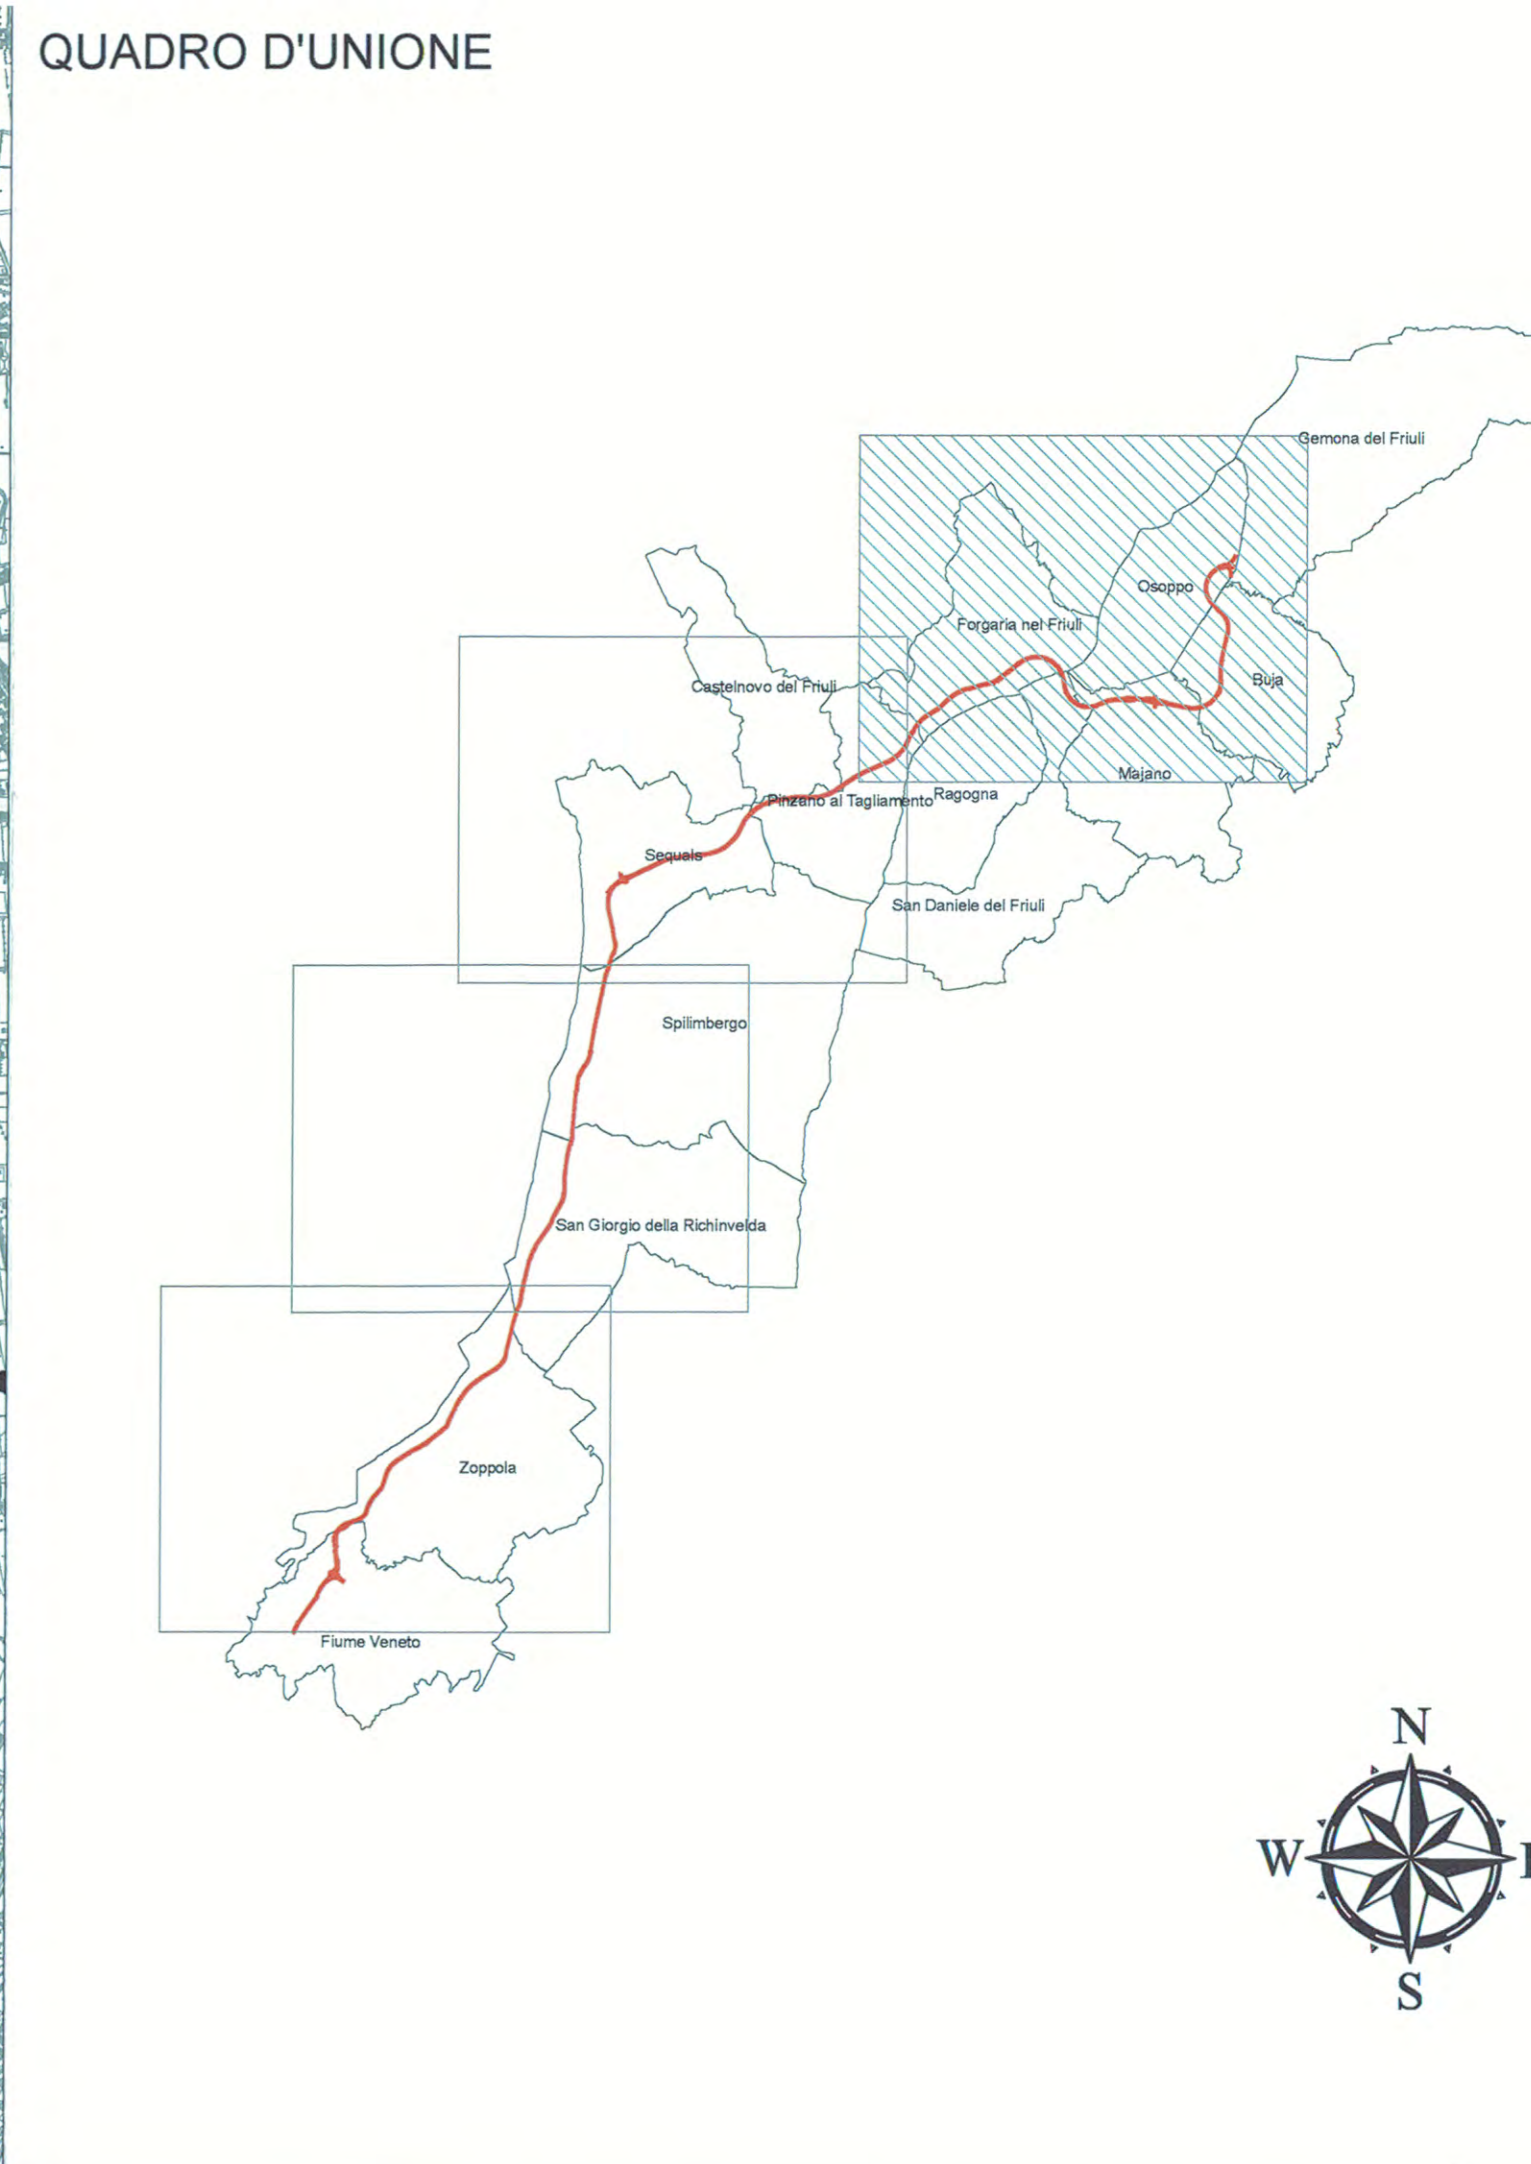 QUADRO D'UNIONE
Gemona del Friuli
Osoppo
Forgaria nel Friuli
Buja
Castelnovo del Friuli
Majano
Ragogna
Pinzano al Tagliamento
Sequals
San Daniele del Friuli
Spilimbergo
San Giorgio della Richinvelda
Zoppola
Fiume Veneto
N
W
S